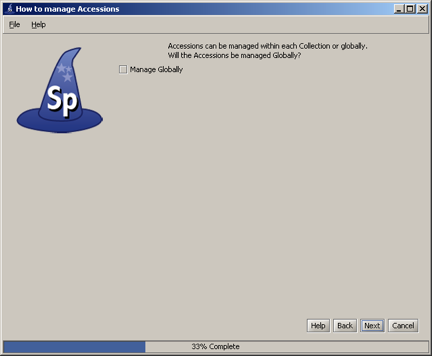 How to manage Accessions
File Help
Accessions can be managed within each Collection or globally.
Will the Accessions be managed Globally?
Manage Globally
Sp
Help Back Next Cancel
33% Complete